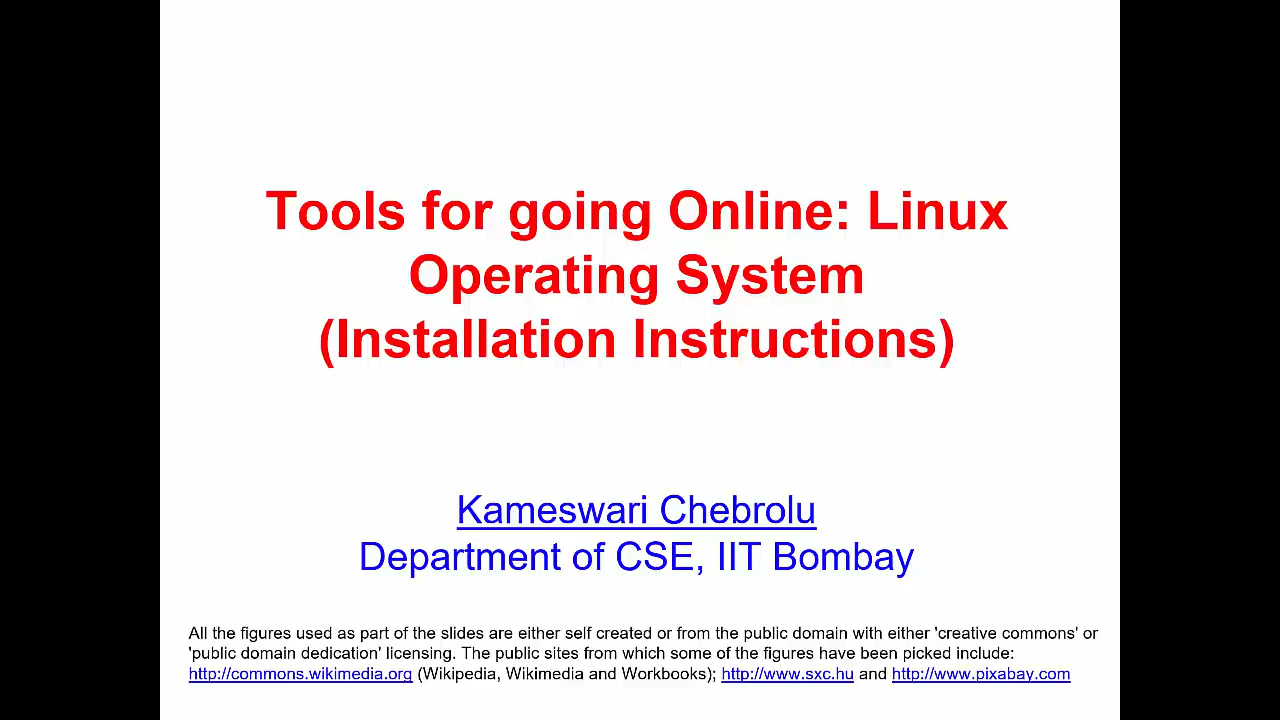 Tools for going Online: Linux
Operating System
(Installation Instructions)
Kameswari Chebrolu
Department of CSE, IIT Bombay
All the figures used as part of the slides are either self created or from the public domain with either 'creative commons' or
'public domain dedication' licensing. The public sites from which some of the figures have been picked include:
http://commons.wikimedia.org (Wikipedia, Wikimedia and Workbooks); http://www.sxc.hu and http://www.pixabay.com